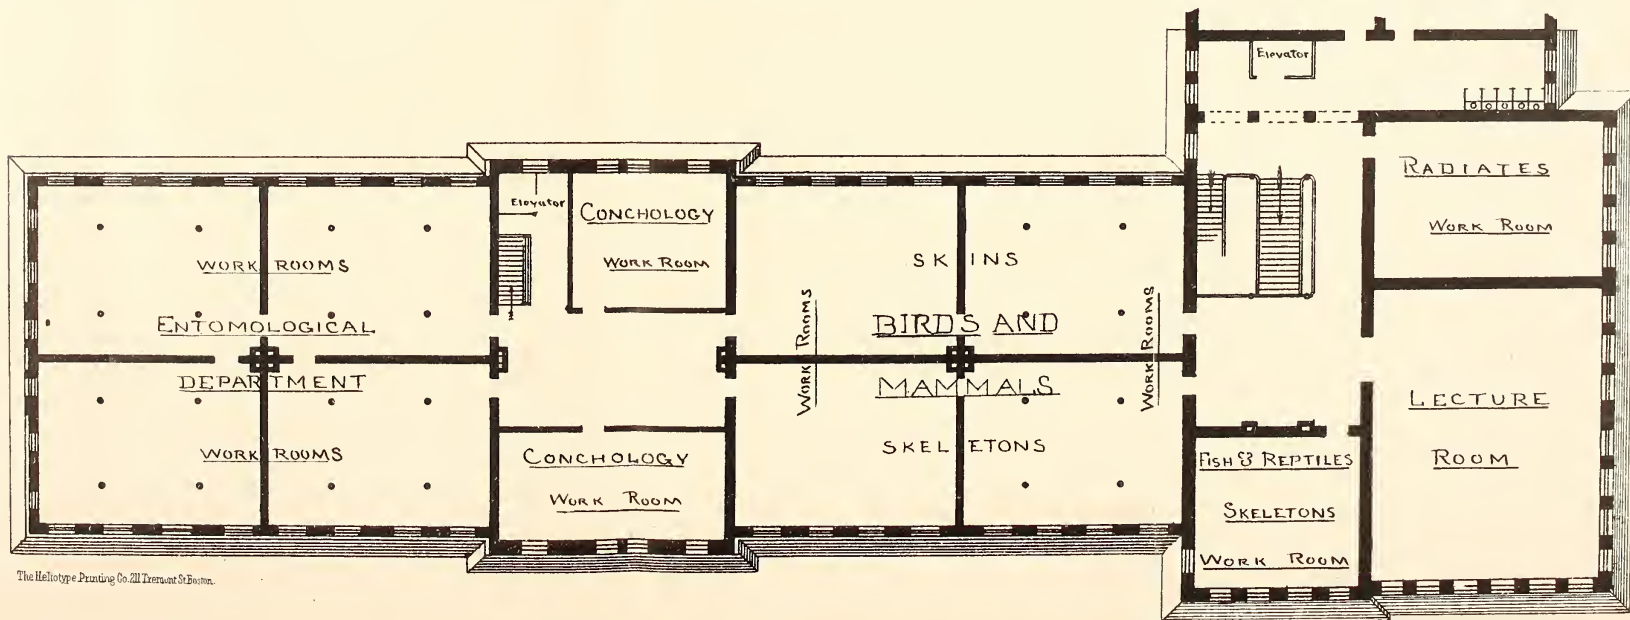 WORK ROOMS
ENTOMOLOGICAL
DEPARTMENT
WORK ROOMS
Elevator
CONCHOLOGY
WORK ROOM
CONCHOLOGY
WORK ROOM
SKINS
WORK ROOMS
BIRDS AND
MAMMALS
WORK ROOMS
SKELETONS
Elevator
RADIATES
WORK ROOM
LECTURE
ROOM
FISH & REPTILES
SKELETONS
WORK ROOM
The Heliotype Printing Co. 211 Tremont St Boston.